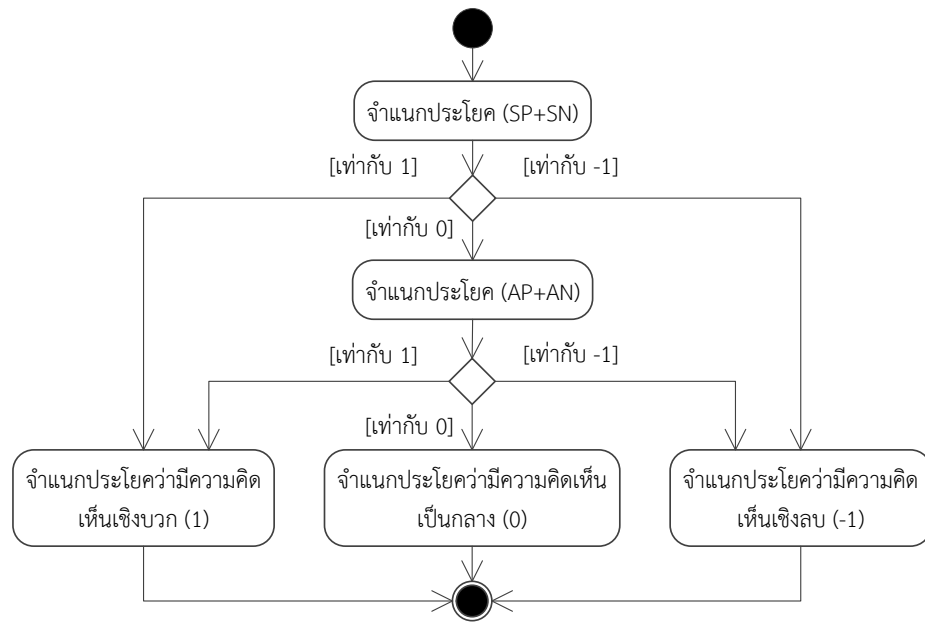 จำแนกประโยค (SP+SN)
[เท่ากับ 1]
[เท่ากับ -1]
[เท่ากับ 0]
จำแนกประโยค (AP+AN)
[เท่ากับ 1]
[เท่ากับ -1]
[เท่ากับ 0]
จำแนกประโยคว่ามีความคิด
เห็นเชิงบวก (1)
จำแนกประโยคว่ามีความคิดเห็น
เป็นกลาง (0)
จำแนกประโยคว่ามีความคิด
เห็นเชิงลบ (-1)